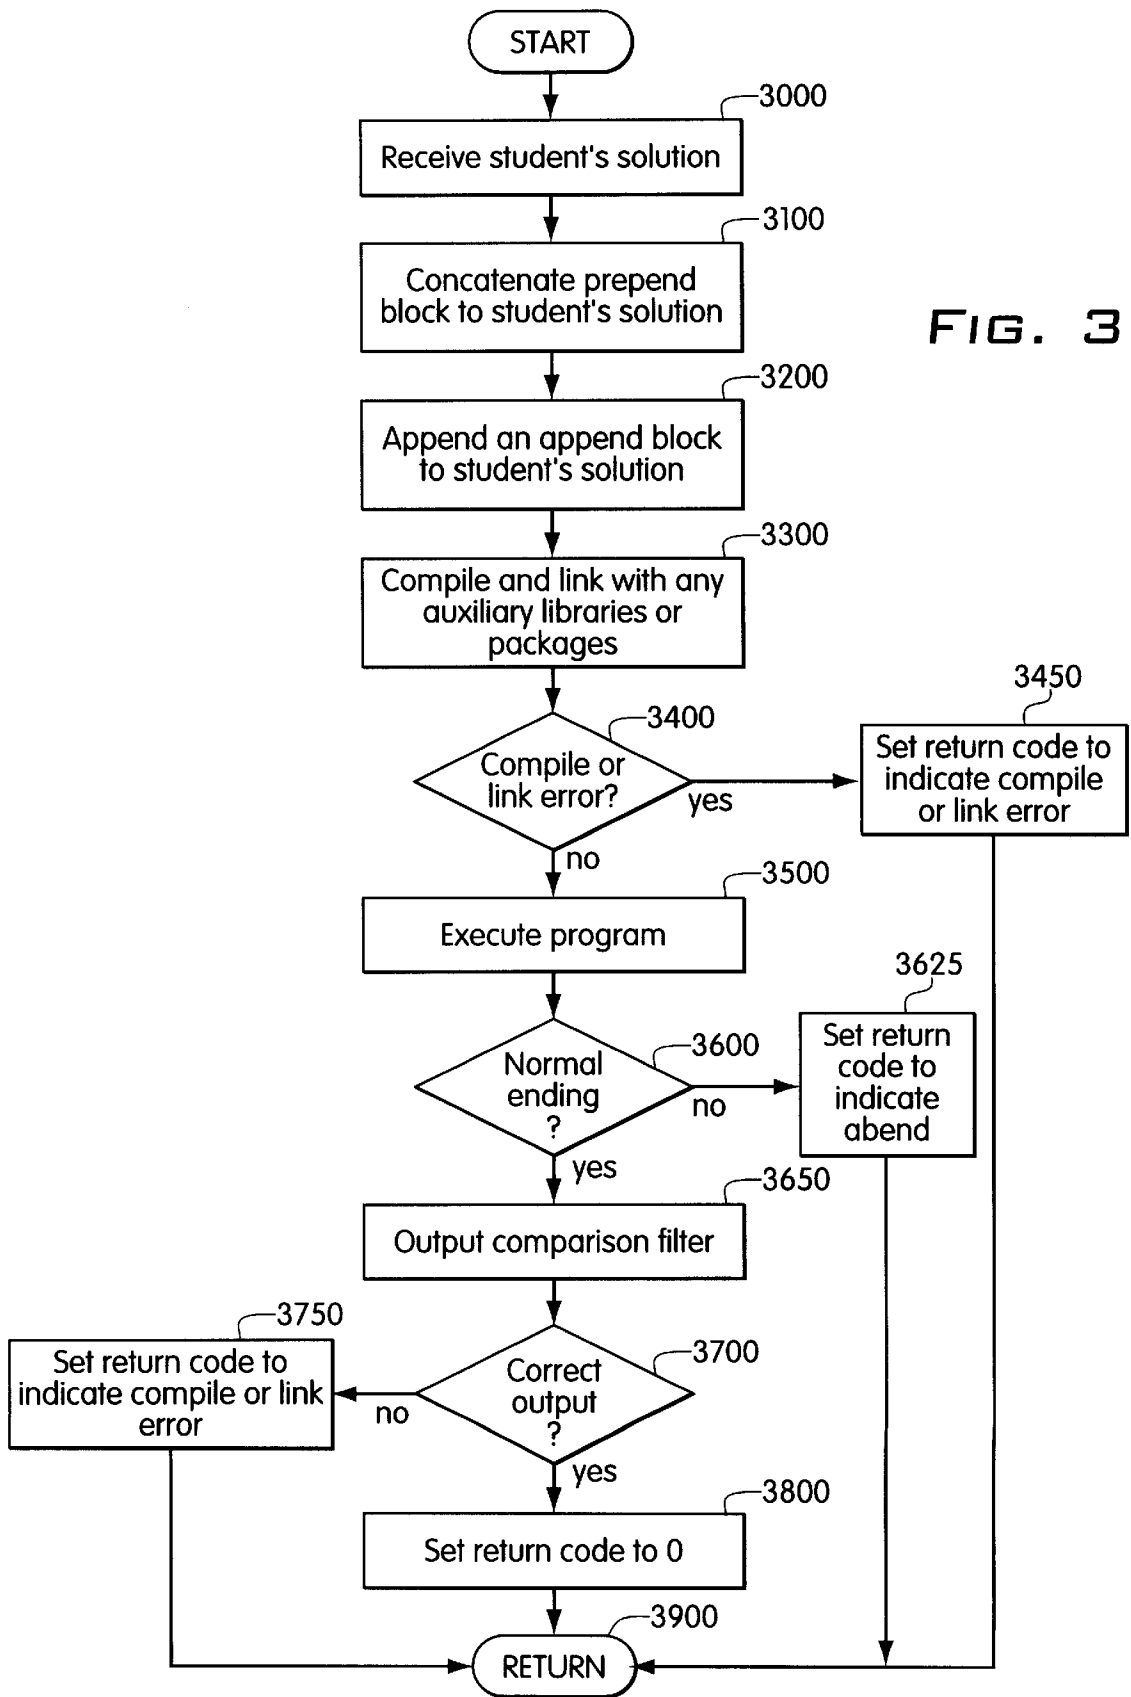 START
3000
Receive student's solution
3100
Concatenate prepend
block to student's solution
FIG. 3
3200
Append an append block
to student's solution
3300
Compile and link with any
auxiliary libraries or
packages
3400
Compile or
link error?
yes
no
3450
Set return code to
indicate compile
or link error
3500
Execute program
3600
Normal
ending
?
no
yes
3625
Set return
code to
indicate
abend
3650
Output comparison filter
3700
Correct
output
?
no
yes
3750
Set return code to
indicate compile or link
error
3800
Set return code to 0
3900
RETURN